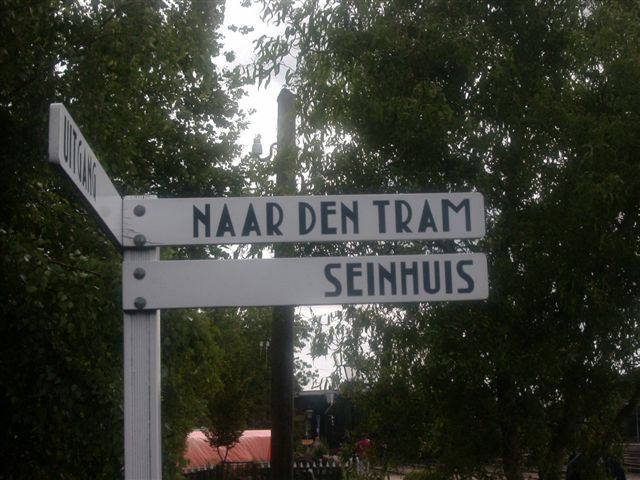 UITGANG
NAAR DEN TRAM
SEINHUIS